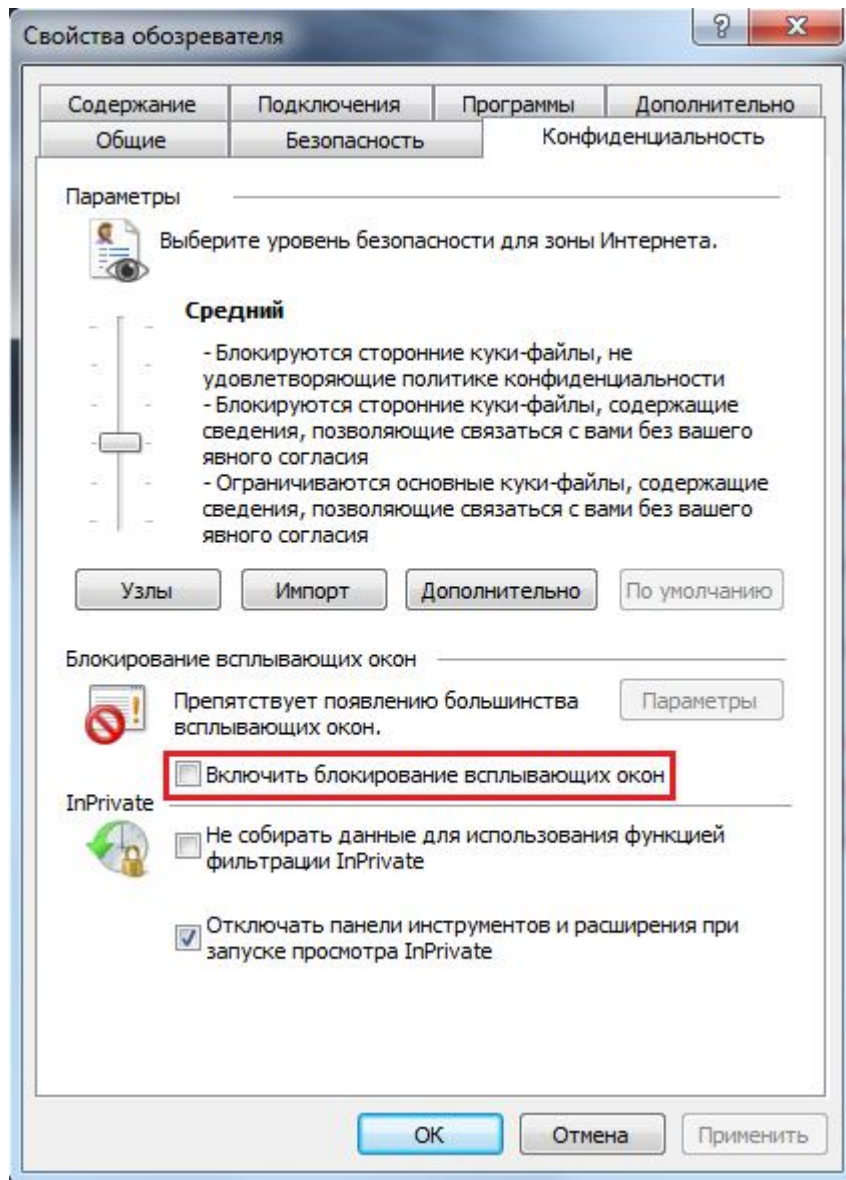 Свойства обозревателя
Содержание Подключения Программы Дополнительно
Общие Безопасность Конфиденциальность
Параметры
Выберите уровень безопасности для зоны Интернета.
Средний
- Блокируются сторонние куки-файлы, не
удовлетворяющие политике конфиденциальности
- Блокируются сторонние куки-файлы, содержащие
сведения, позволяющие связаться с вами без вашего
явного согласия
- Ограничиваются основные куки-файлы, содержащие
сведения, позволяющие связаться с вами без вашего
явного согласия
Узлы Импорт Дополнительно По умолчанию
Блокирование всплывающих окон
Препятствует появлению большинства
всплывающих окон.
Параметры
Включить блокирование всплывающих окон
InPrivate
Не собирать данные для использования функцией
фильтрации InPrivate
Отключать панели инструментов и расширения при
запуске просмотра InPrivate
ОК Отмена Применить